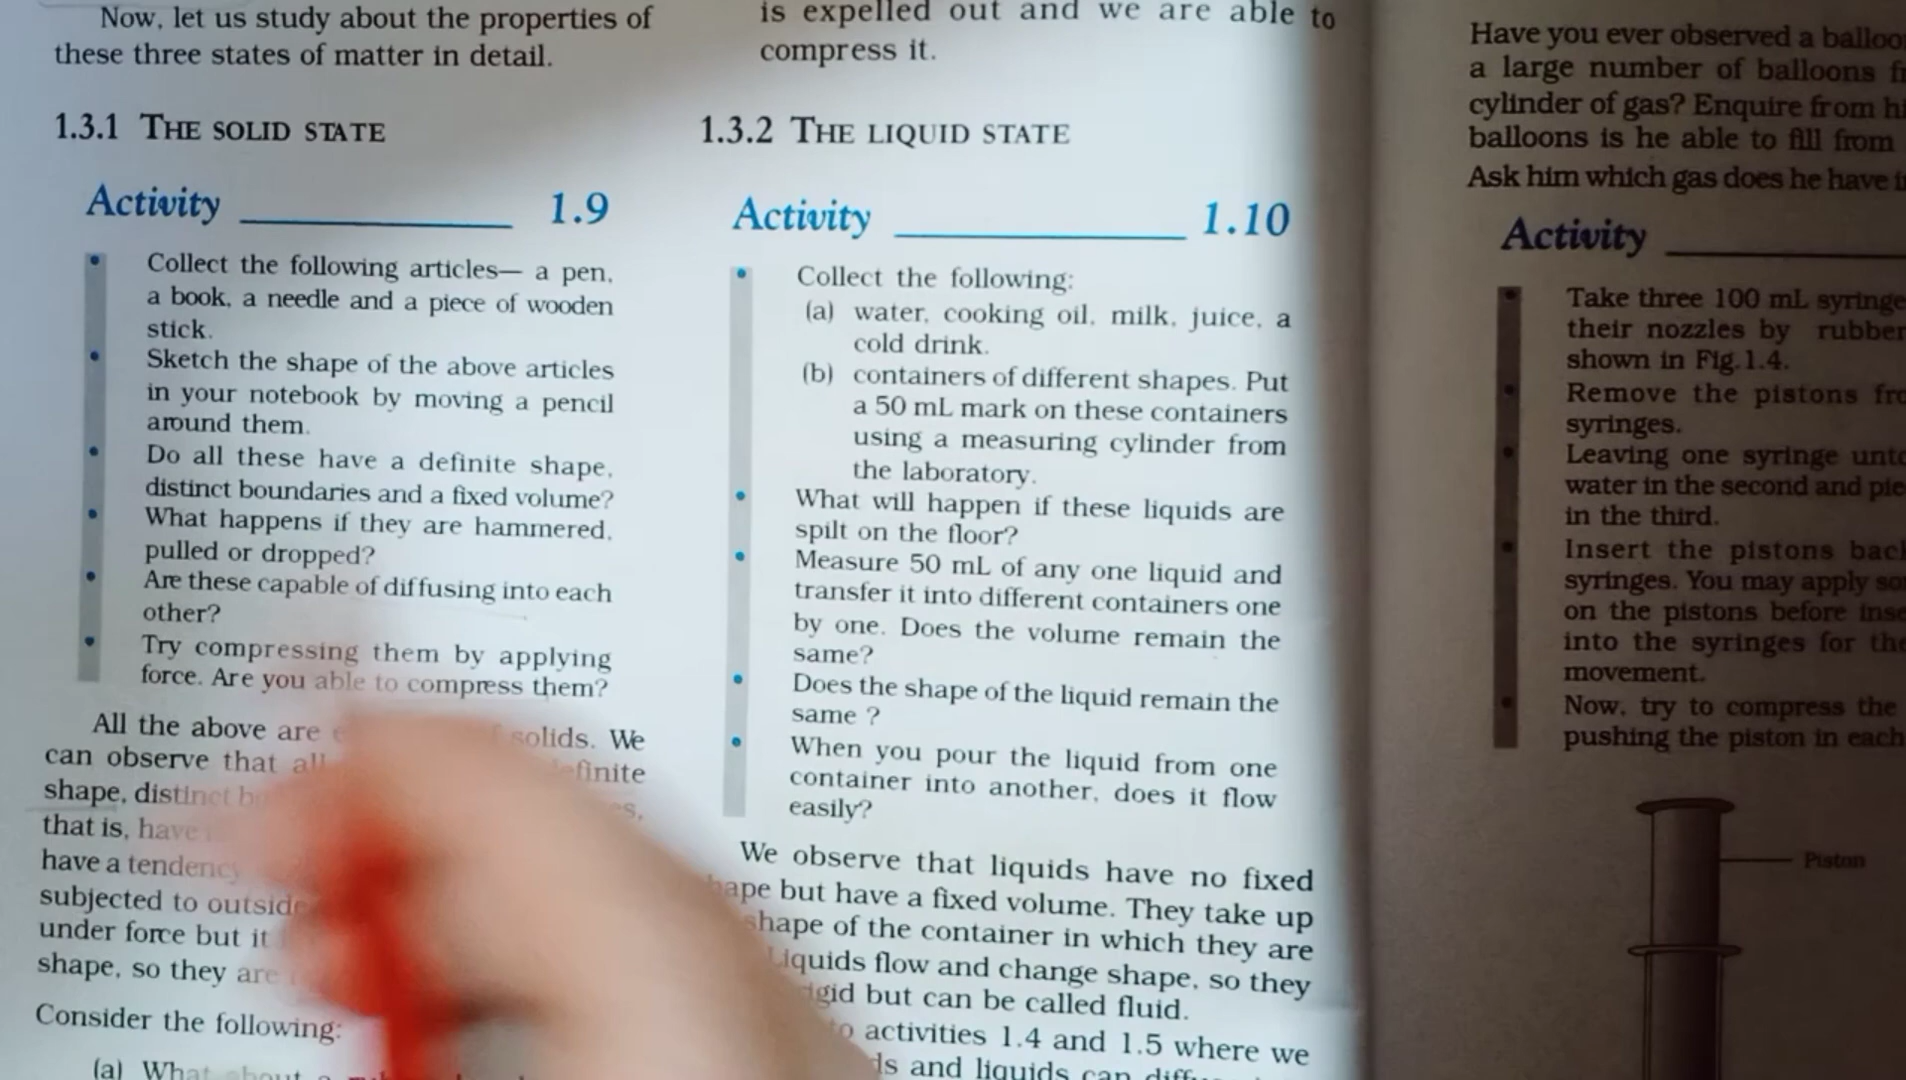 Now, let us study about the properties of
these three states of matter in detail.
1.3.1 THE SOLID STATE
Activity 1.9
• Collect the following articles— a pen,
a book, a needle and a piece of wooden
stick.
• Sketch the shape of the above articles
in your notebook by moving a pencil
around them.
• Do all these have a definite shape,
distinct boundaries and a fixed volume?
• What happens if they are hammered,
pulled or dropped?
• Are these capable of diffusing into each
other?
• Try compressing them by applying
force. Are you able to compress them?
All the above are solids. We
can observe that all
shape, distinct
that is, have
have a tendency
subjected to outside
under force but it
shape, so they are
Consider the following:
(a) What about a
is expelled out and we are able to
compress it.
1.3.2 THE LIQUID STATE
Activity 1.10
• Collect the following:
(a) water, cooking oil, milk, juice, a
cold drink.
(b) containers of different shapes. Put
a 50 mL mark on these containers
using a measuring cylinder from
the laboratory.
• What will happen if these liquids are
spilt on the floor?
• Measure 50 mL of any one liquid and
transfer it into different containers one
by one. Does the volume remain the
same?
• Does the shape of the liquid remain the
same ?
• When you pour the liquid from one
container into another, does it flow
easily?
We observe that liquids have no fixed
but have a fixed volume. They take up
shape of the container in which they are
Liquids flow and change shape, so they
but can be called fluid.
activities 1.4 and 1.5 where we
and liquids can
Have you ever observed a
a large number of balloons
cylinder of gas? Enquire from
balloons is he able to fill from
Ask him which gas does he have
Activity
• Take three 100 mL
their nozzles by rubber
shown in Fig.1.4.
• Remove the pistons
syringes.
• Leaving one syringe
water in the second and
in the third.
• Insert the pistons
syringes. You may apply
on the pistons before
into the syringes for
movement.
• Now, try to compress the
pushing the piston in each
Piston